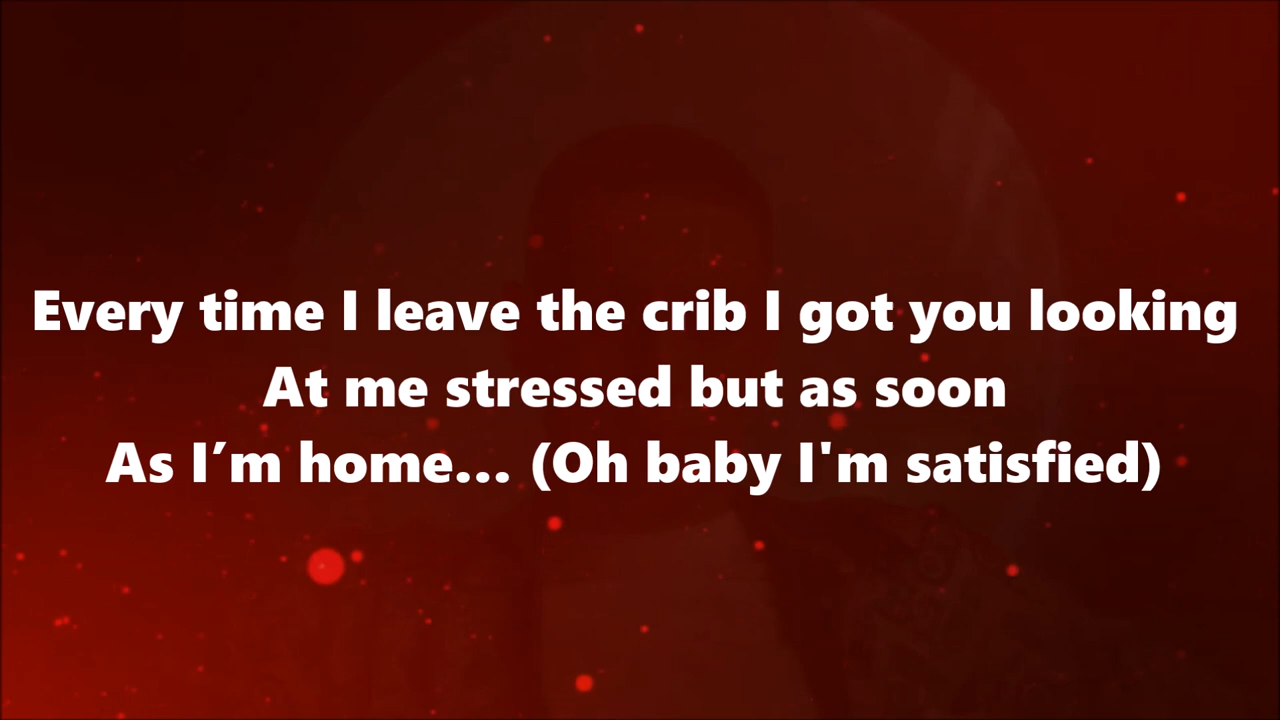 Every time I leave the crib I got you looking
At me stressed but as soon
As I’m home... (Oh baby I'm satisfied)